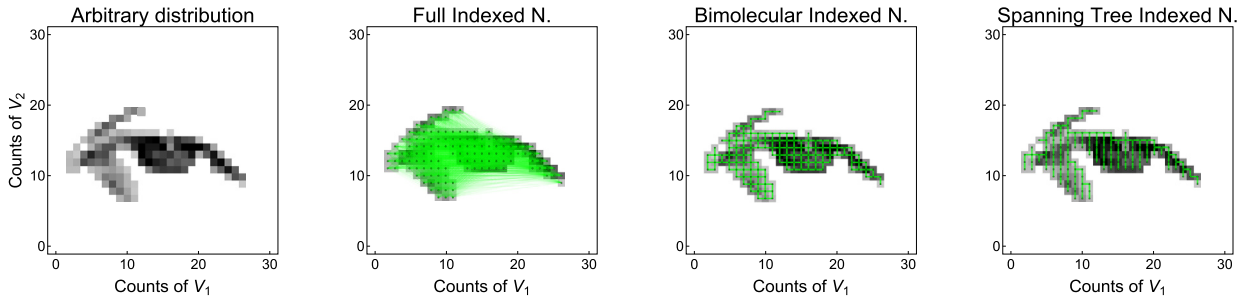 Arbitrary distribution
Full Indexed N.
Bimolecular Indexed N.
Spanning Tree Indexed N.
Counts of V₂
30
20
10
0
30
20
10
0
30
20
10
0
30
20
10
0
0 10 20 30
0 10 20 30
0 10 20 30
0 10 20 30
Counts of V₁
Counts of V₁
Counts of V₁
Counts of V₁